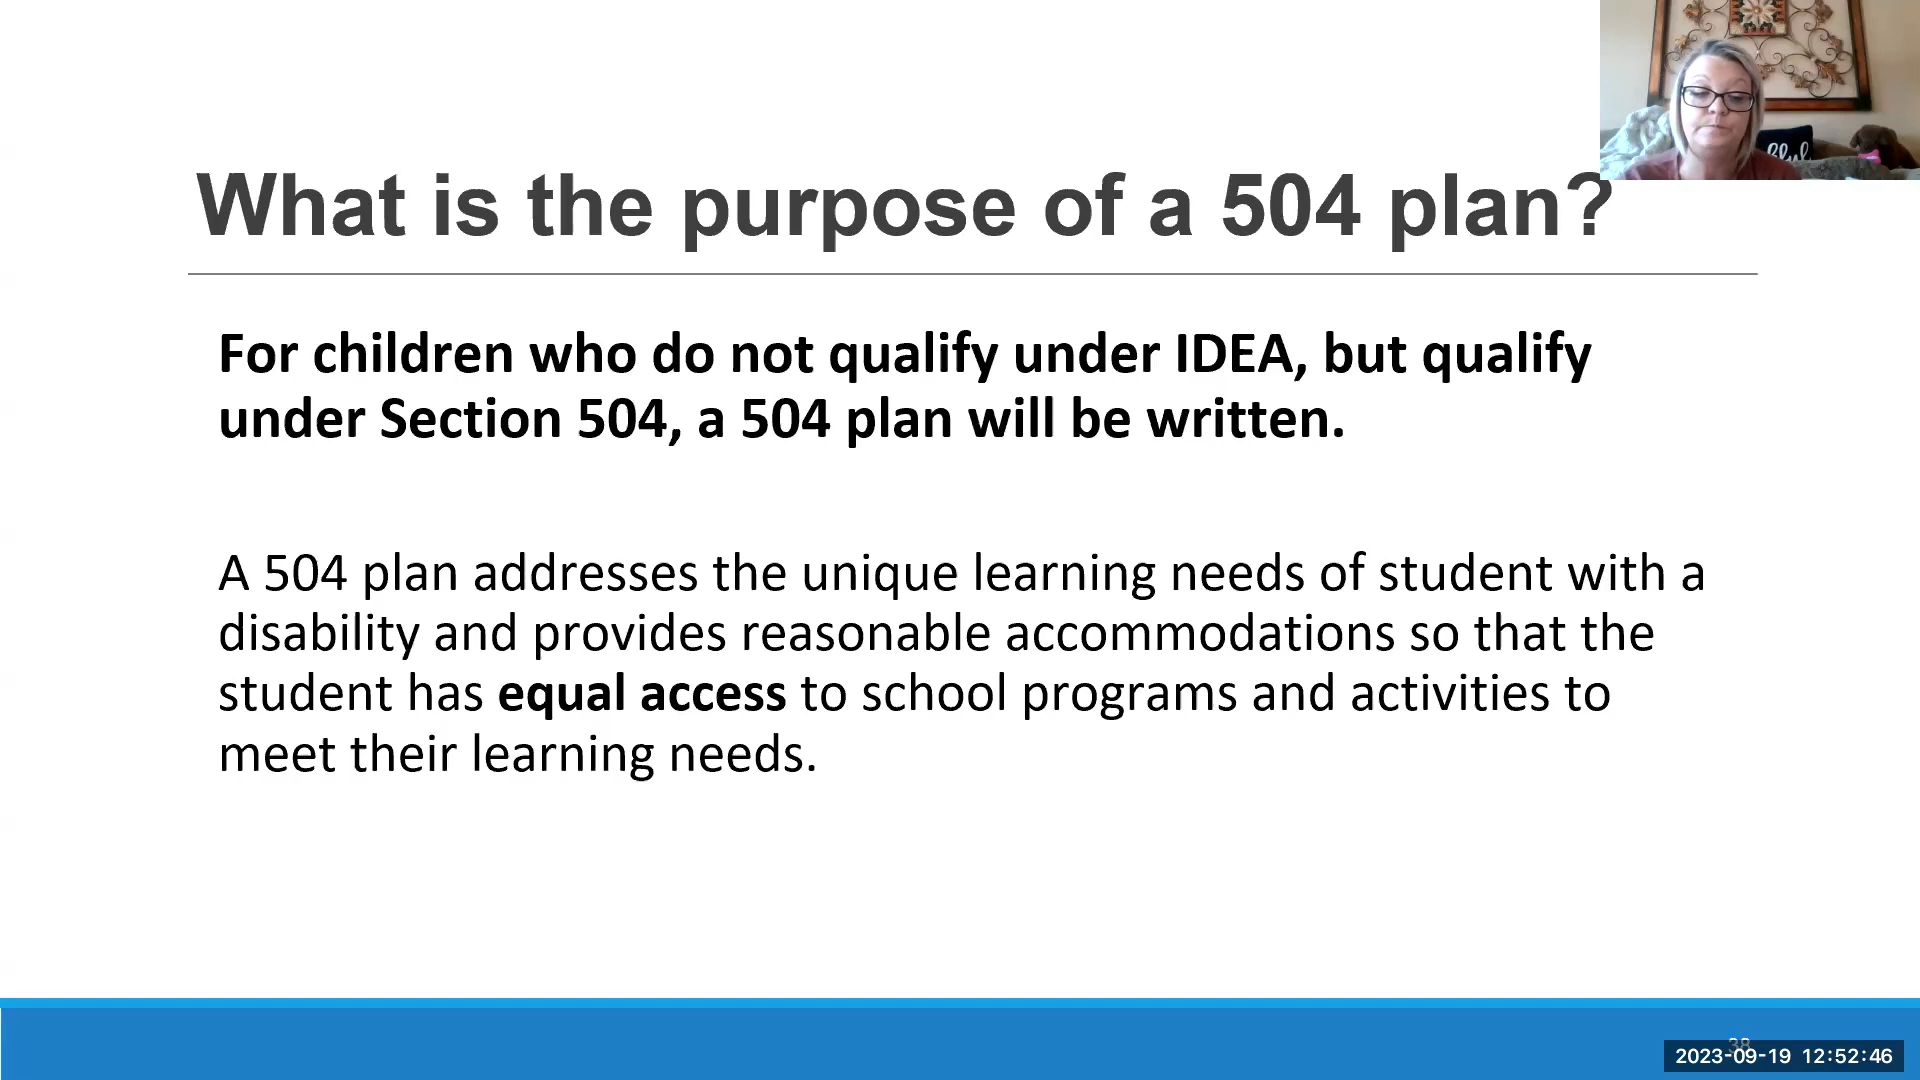 What is the purpose of a 504 plan?
For children who do not qualify under IDEA, but qualify
under Section 504, a 504 plan will be written.
A 504 plan addresses the unique learning needs of student with a
disability and provides reasonable accommodations so that the
student has equal access to school programs and activities to
meet their learning needs.
38
2023-09-19 12:52:46